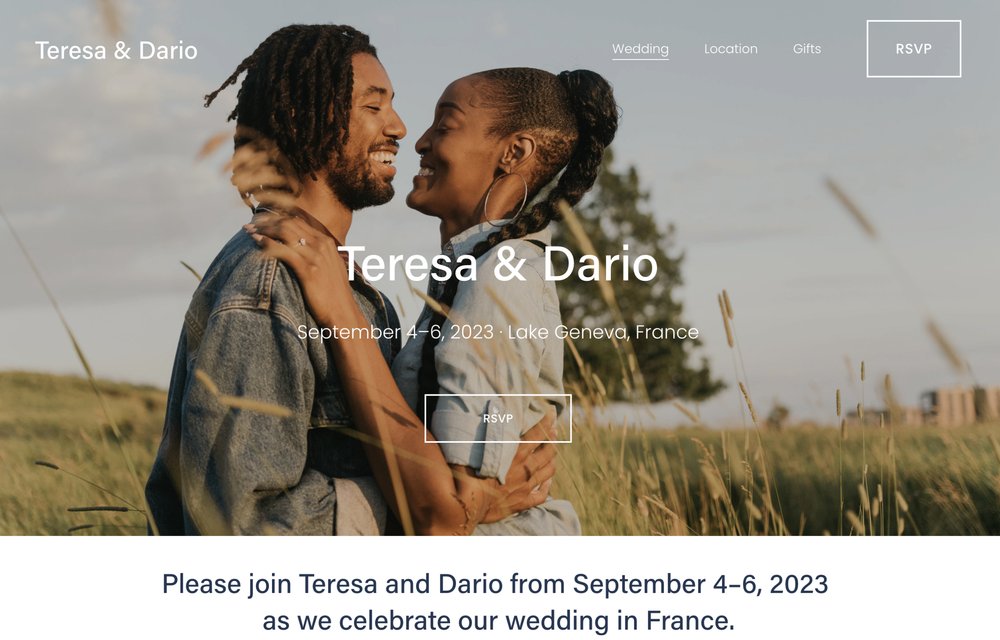 Teresa & Dario
Wedding
Location
Gifts
RSVP
Teresa & Dario
September 4–6, 2023 · Lake Geneva, France
RSVP
Please join Teresa and Dario from September 4–6, 2023
as we celebrate our wedding in France.